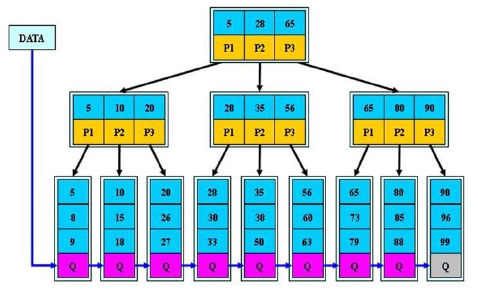 5 28 65
DATA
P1 P2 P3
5 10 20 28 35 56 65 80 90
P1 P2 P3 P1 P2 P3 P1 P2 P3
5 10 20 28 35 56 65 80 90
8 15 26 30 38 60 73 85 96
9 18 27 33 50 63 79 88 99
Q Q Q Q Q Q Q Q Q